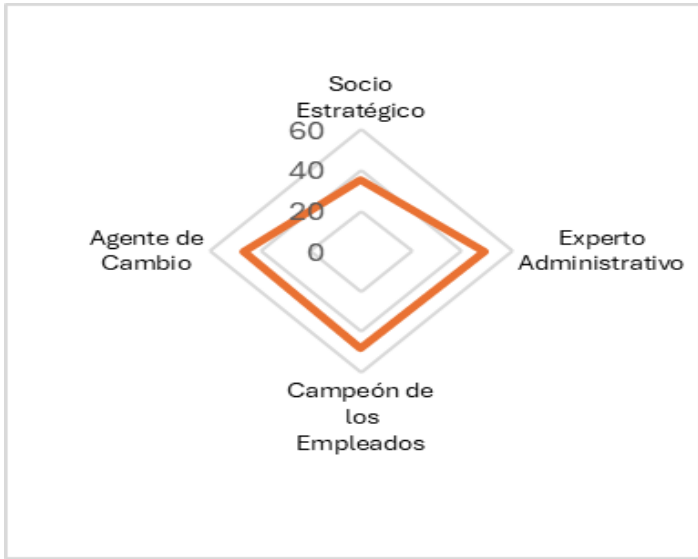 Socio
Estratégico
60
40
20
0
Agente de
Cambio
Experto
Administrativo
Campeón de
los
Empleados